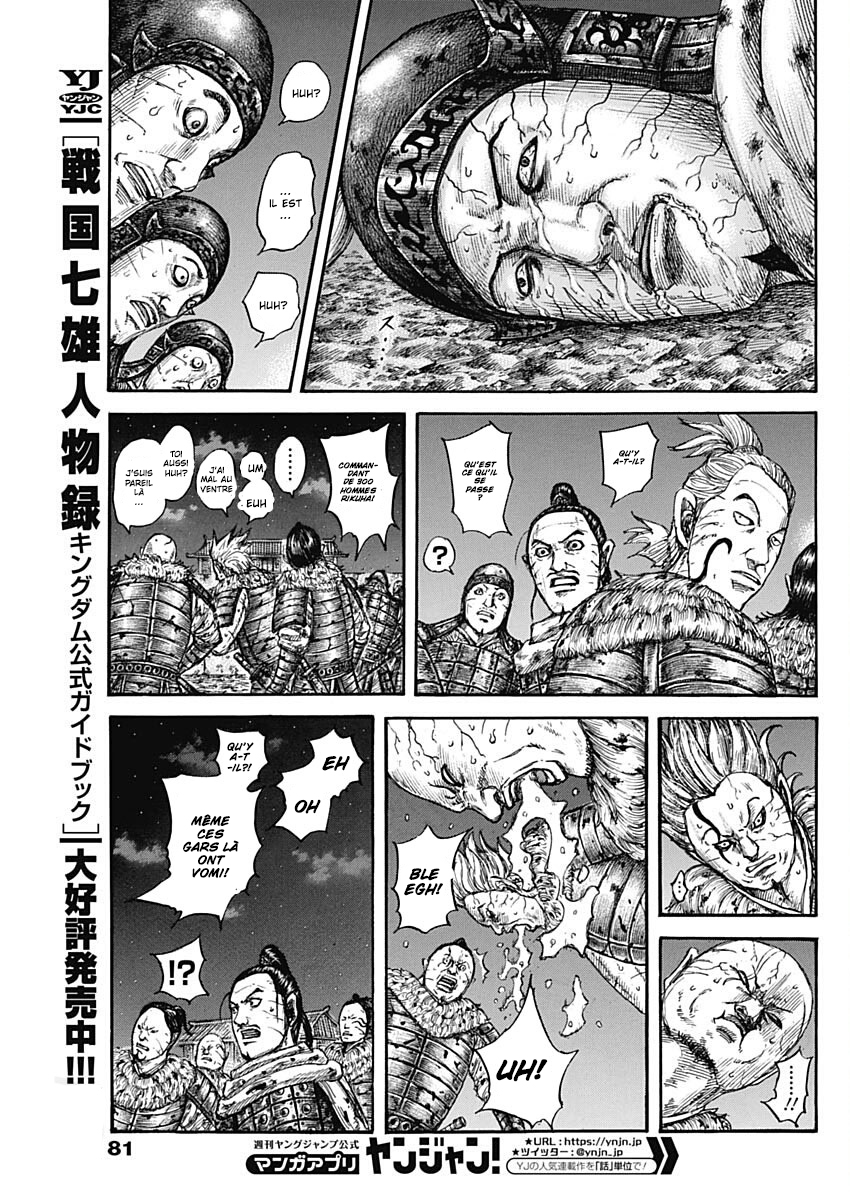 YJ
ヤンジャン
YJC
[戦国七雄人物録 キングダム公式ガイドブック] 大好評発売中!!!
ス...
HUH?
...
IL EST
...
HUH?
QU'Y
A-T-IL?
QU'EST
CE QU'IL
SE
PASSE
?
?
COMMAN-
DANT
DE 300
HOMMES
RIKUHA!
......
UM
EUH
J'AI
MAL AU
VENTRE
TOI
AUSSI
HUH?
J'SUIS
PAREIL
LÀ
...
...
......
BLE
EGH!
UH!
EH
OH
QU'Y
A-T
-IL?!
MÊME
CES
GARS LÀ
ONT
VOMI!
!?
81
週刊ヤングジャンプ公式
マンガアプリ
ヤンジャン!
★URL:https://ynjn.jp
★ツイッター:@ynjn_jp
YJの人気連載作を「話」単位で!